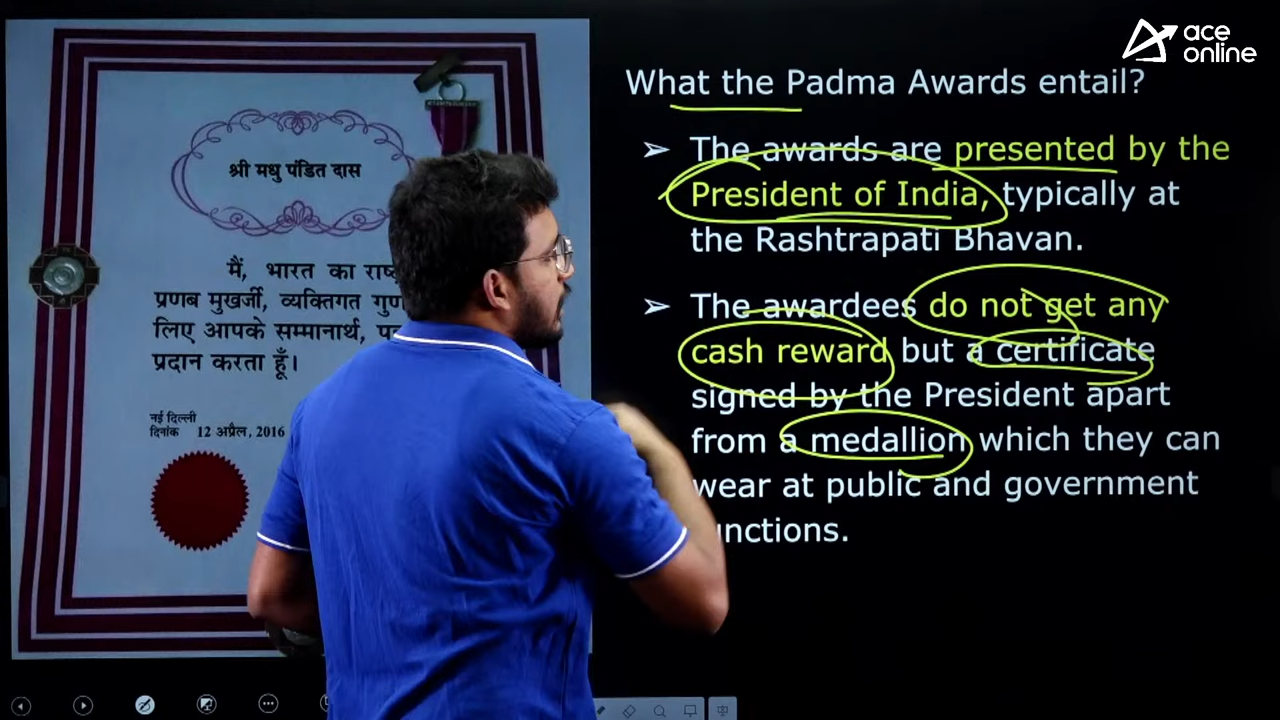 ace
online
What the Padma Awards entail?
➢ The awards are presented by the
President of India, typically at
the Rashtrapati Bhavan.
➢ The awardees do not get any
cash reward but a certificate
signed by the President apart
from a medallion which they can
wear at public and government
श्री मधु पंडित दास
मैं, भारत का
प्रणब मुखर्जी, व्यक्तिगत
लिए आपके सम्मानार्थ,
प्रदान करता हूँ।
नई दिल्ली
दिनांक 12 अप्रैल, 2016